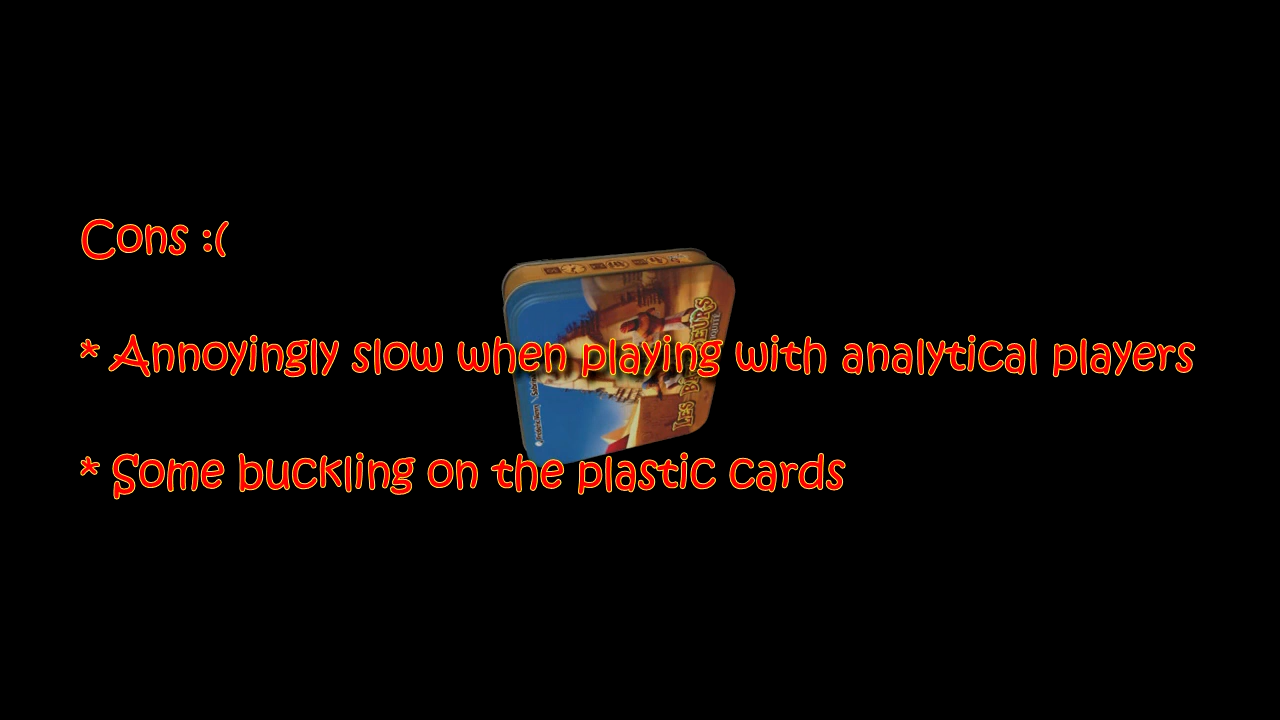 Cons :(
* Annoyingly slow when playing with analytical players
* Some buckling on the plastic cards